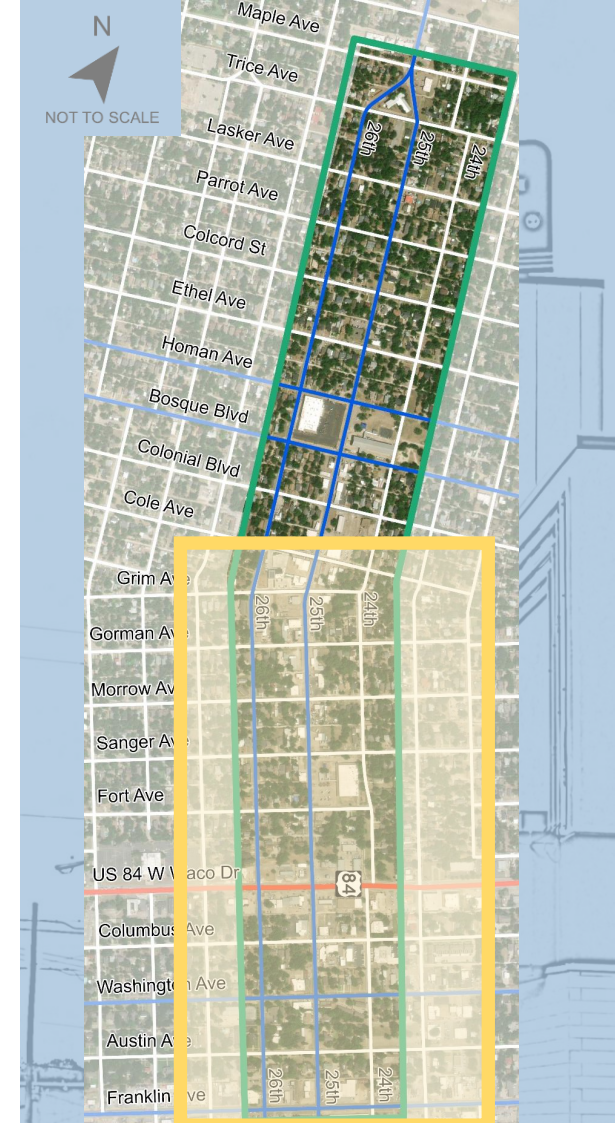 N
NOT TO SCALE
Maple Ave
Trice Ave
Lasker Ave
26th
25th
24th
Parrot Ave
Colcord St
Ethel Ave
Homan Ave
Bosque Blvd
Colonial Blvd
Cole Ave
Grim Ave
26th
25th
24th
Gorman Ave
Morrow Ave
Sanger Ave
Fort Ave
US 84 W Waco Dr
84
Columbus Ave
Washington Ave
Austin Ave
26th
25th
24th
Franklin Ave